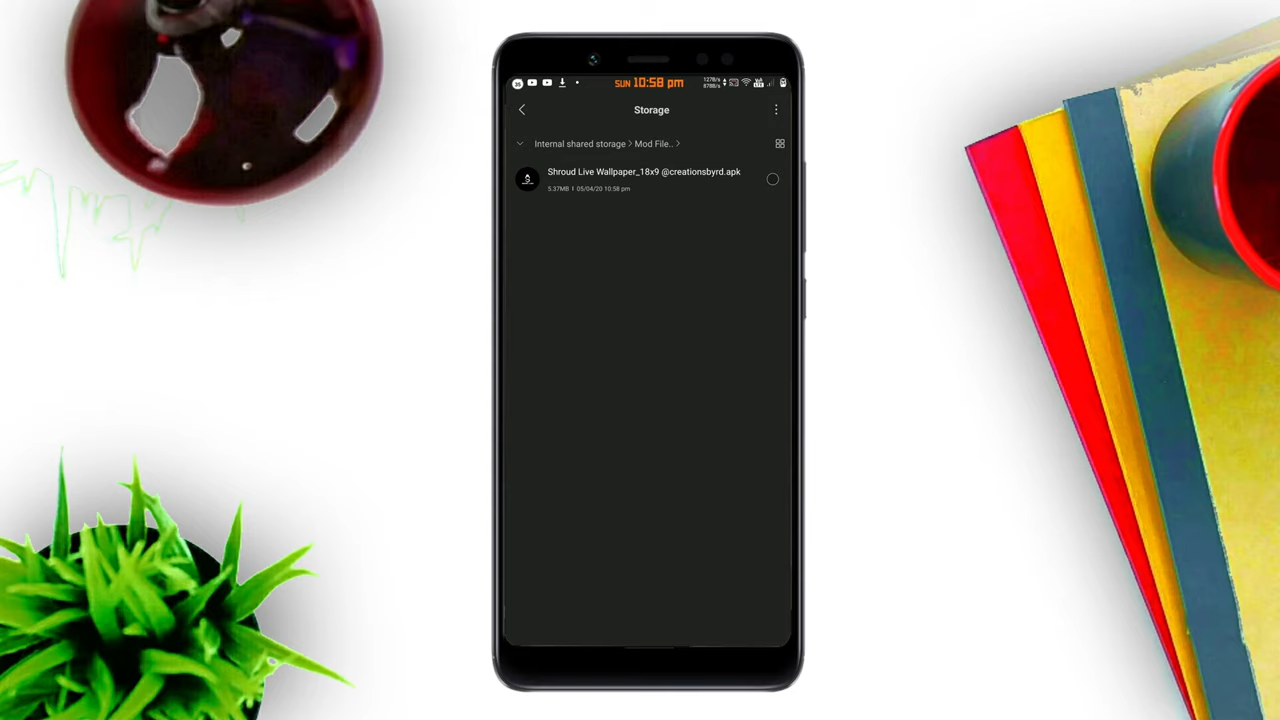 35 SUN 10:58 pm
Storage
Internal shared storage > Mod File.. >
Shroud Live Wallpaper_18x9 @creationsbyrd.apk
5.37MB | 05/04/20 10:58 pm